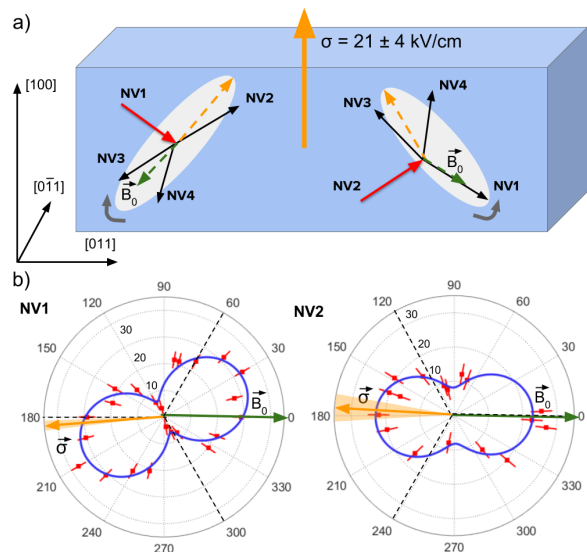 a)
σ = 21 ± 4 kV/cm
[100]
NV1
NV2
NV3
NV4
B₀
NV3
NV4
B₀
NV2
NV1
[01̄1]
[011]
b)
NV1
90
120
60
30
150
30
20
10
B₀
180
0
σ
210
330
240
300
270
NV2
90
120
60
30
150
30
20
10
B₀
σ
180
0
210
330
240
300
270